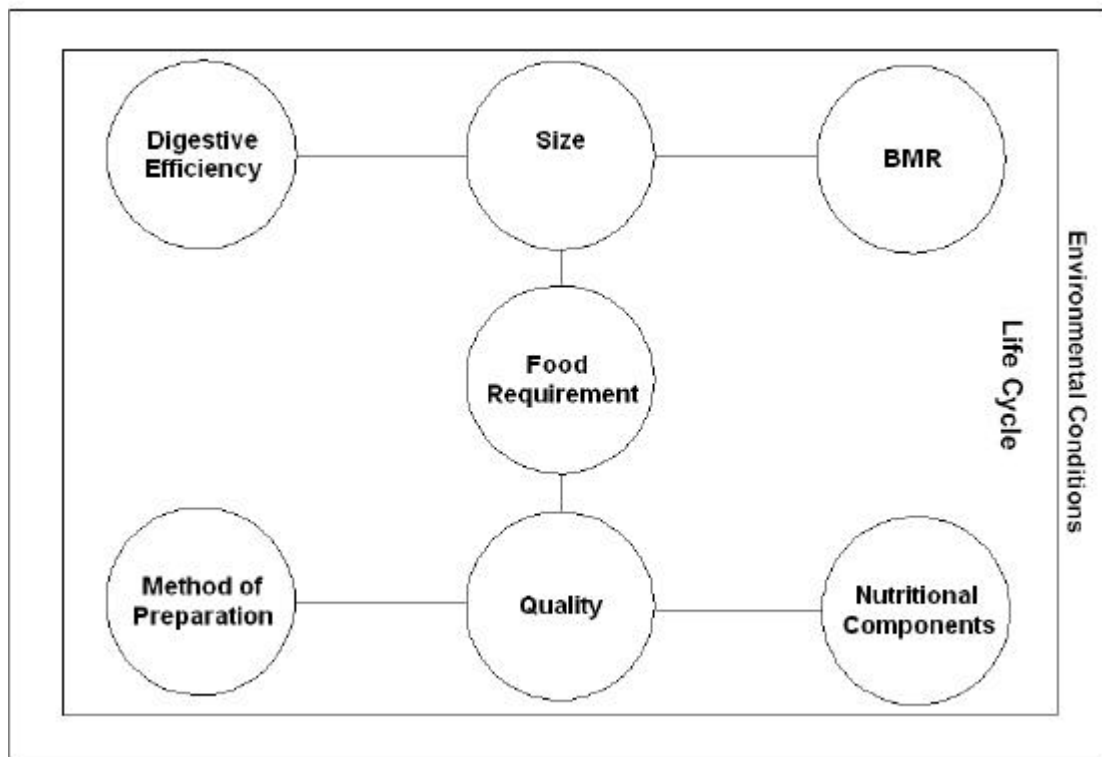 Digestive
Efficiency
Size
BMR
Food
Requirement
Method of
Preparation
Quality
Nutritional
Components
Life Cycle
Environmental Conditions